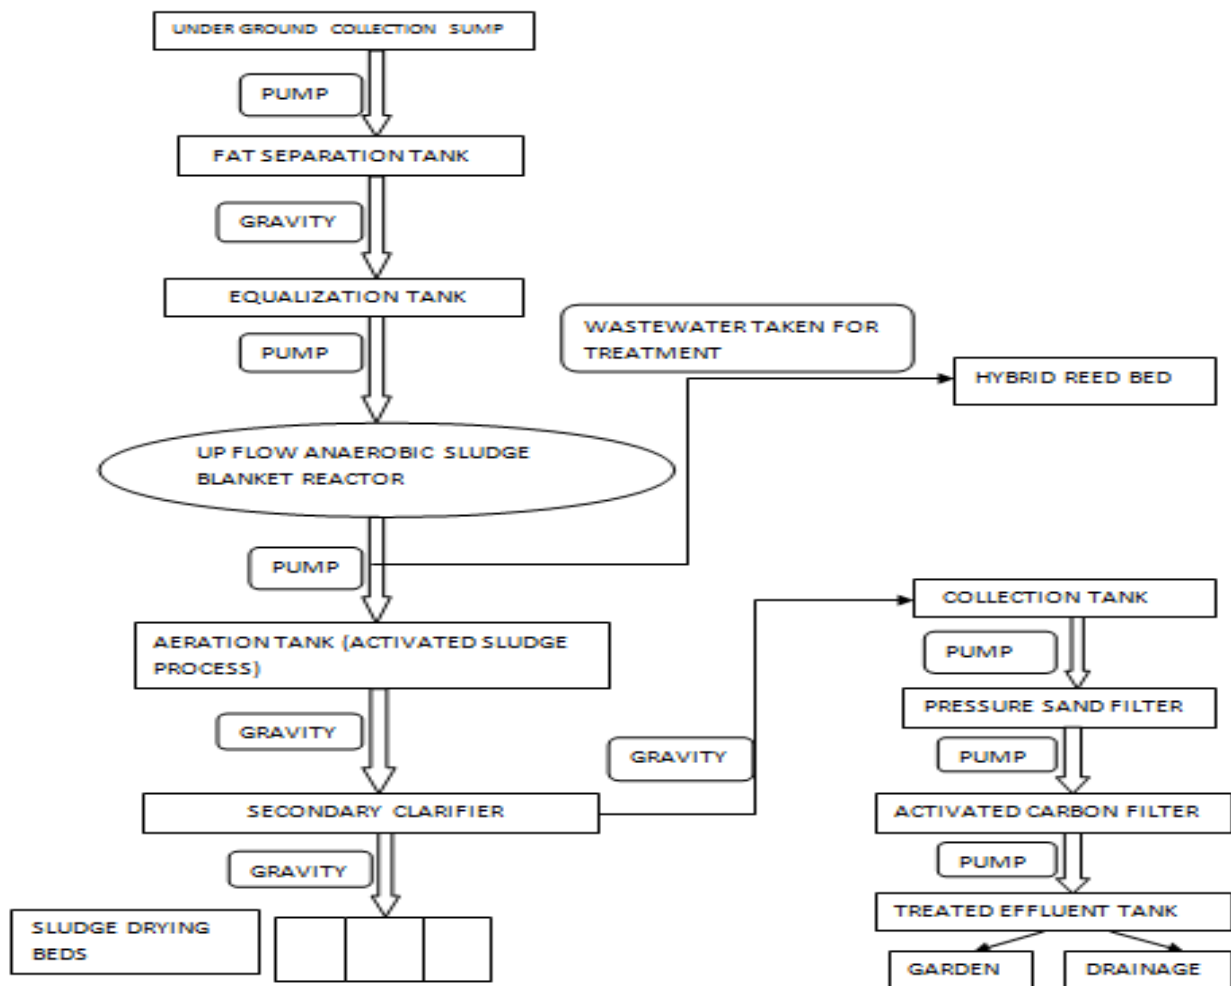 UNDER GROUND COLLECTION SUMP
PUMP
FAT SEPARATION TANK
GRAVITY
EQUALIZATION TANK
PUMP
WASTEWATER TAKEN FOR
TREATMENT
HYBRID REED BED
UP FLOW ANAEROBIC SLUDGE
BLANKET REACTOR
PUMP
AERATION TANK (ACTIVATED SLUDGE
PROCESS)
GRAVITY
SECONDARY CLARIFIER
GRAVITY
SLUDGE DRYING
BEDS
GRAVITY
COLLECTION TANK
PUMP
PRESSURE SAND FILTER
PUMP
ACTIVATED CARBON FILTER
PUMP
TREATED EFFLUENT TANK
GARDEN
DRAINAGE